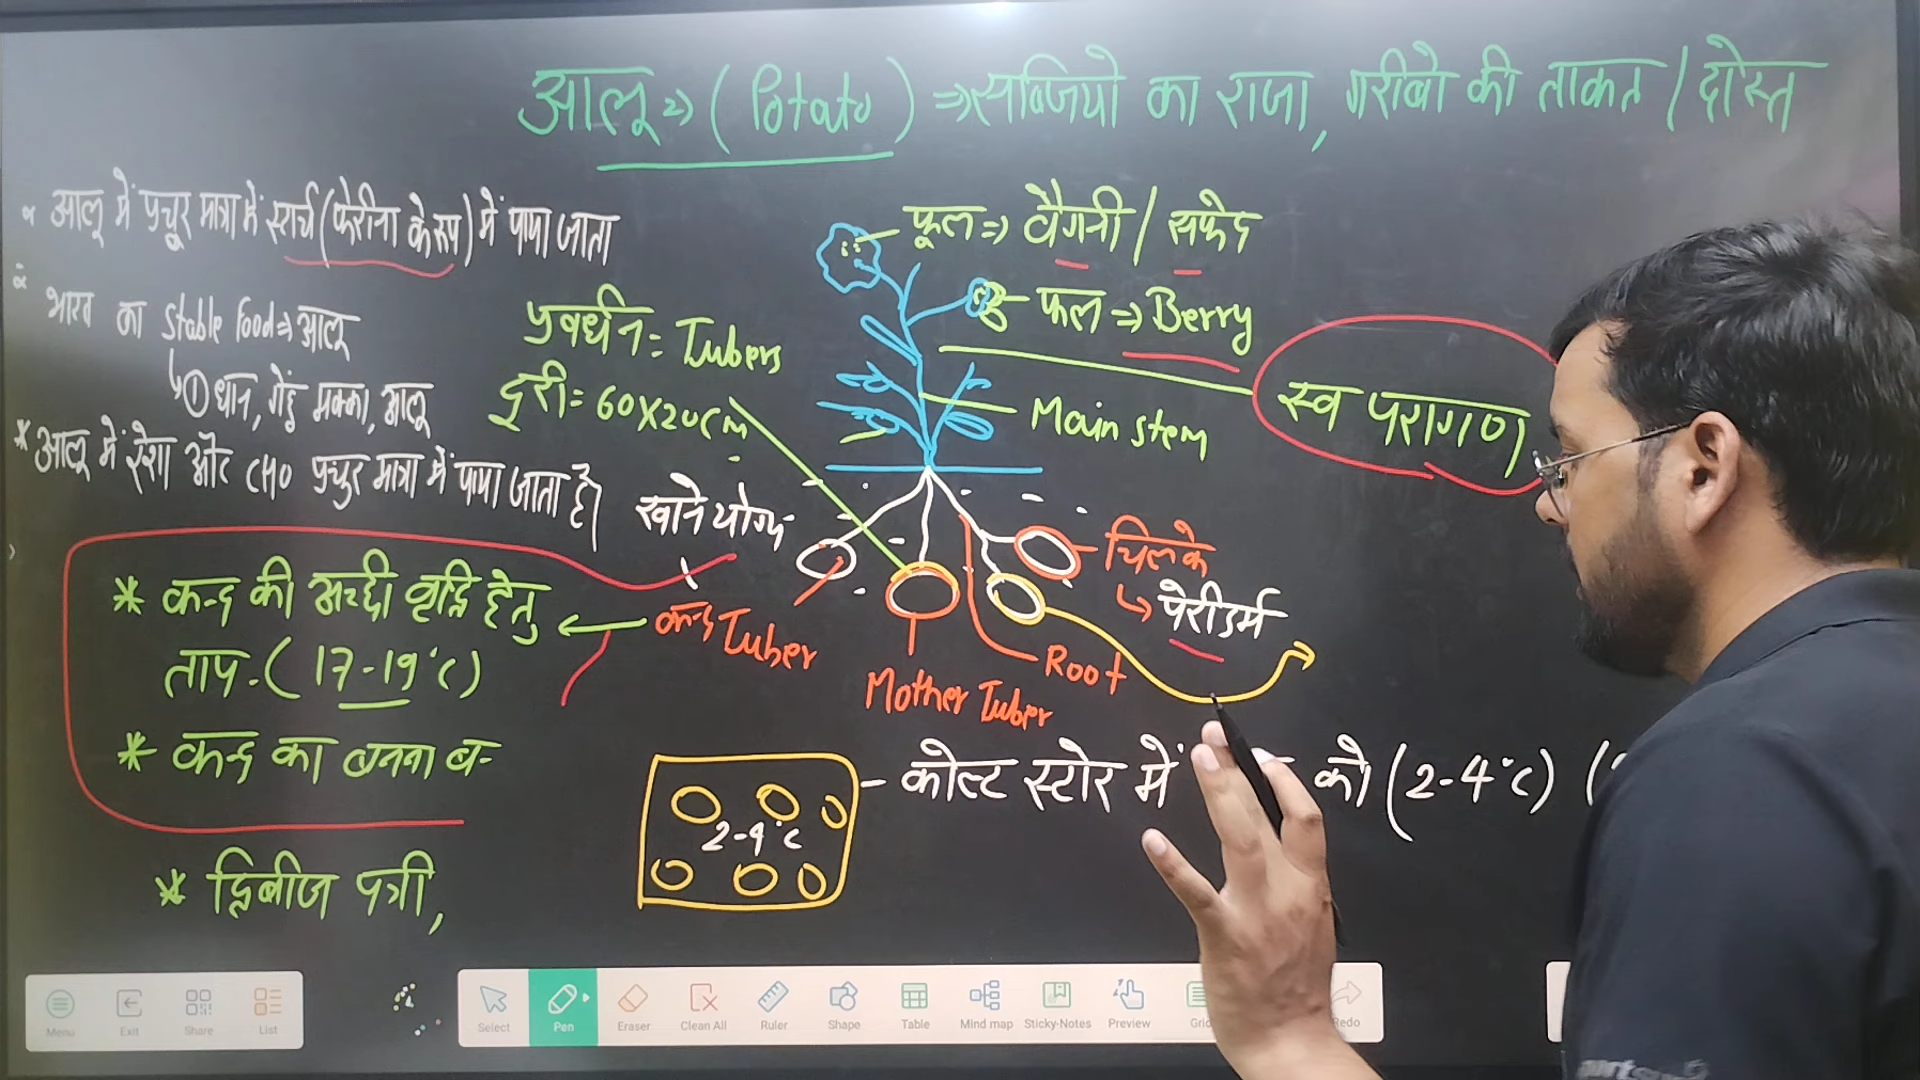 आलू⇒ (Potato) ⇒सब्जियो का राजा, गरीबो की ताकत / दोस्त
आलू में प्रचूर मात्रा में स्टार्च (फेरीना के रूप) में पाया जाता
भारत का Stable Food⇒ आलू
↳① धान, गेहु मक्का, आलू
* आलू में रेशा और CHO प्रचुर मात्रा में पाया जाता है।
फूल⇒ वैगनी / सफेद
फल ⇒ Berry
प्रवर्धन = Tubers
दूरी= 60X20cm
Main stem
स्व परागण
खाने योग्य
चिलके
↳ पेरीडर्म
कन्द Tuber
Mother Tuber
Root
* कन्द की अच्छी वृद्धि हेतु
ताप.(17-19°C)
* कन्द का बनना ब
* द्विबीज पत्री,
2-4°C
- कोल्ट स्टोर में को (2-4°C) (
Menu
Exit
Share
List
Select
Pen
Eraser
Clean All
Ruler
Shape
Table
Mind map
Sticky-Notes
Preview
Grid
Redo